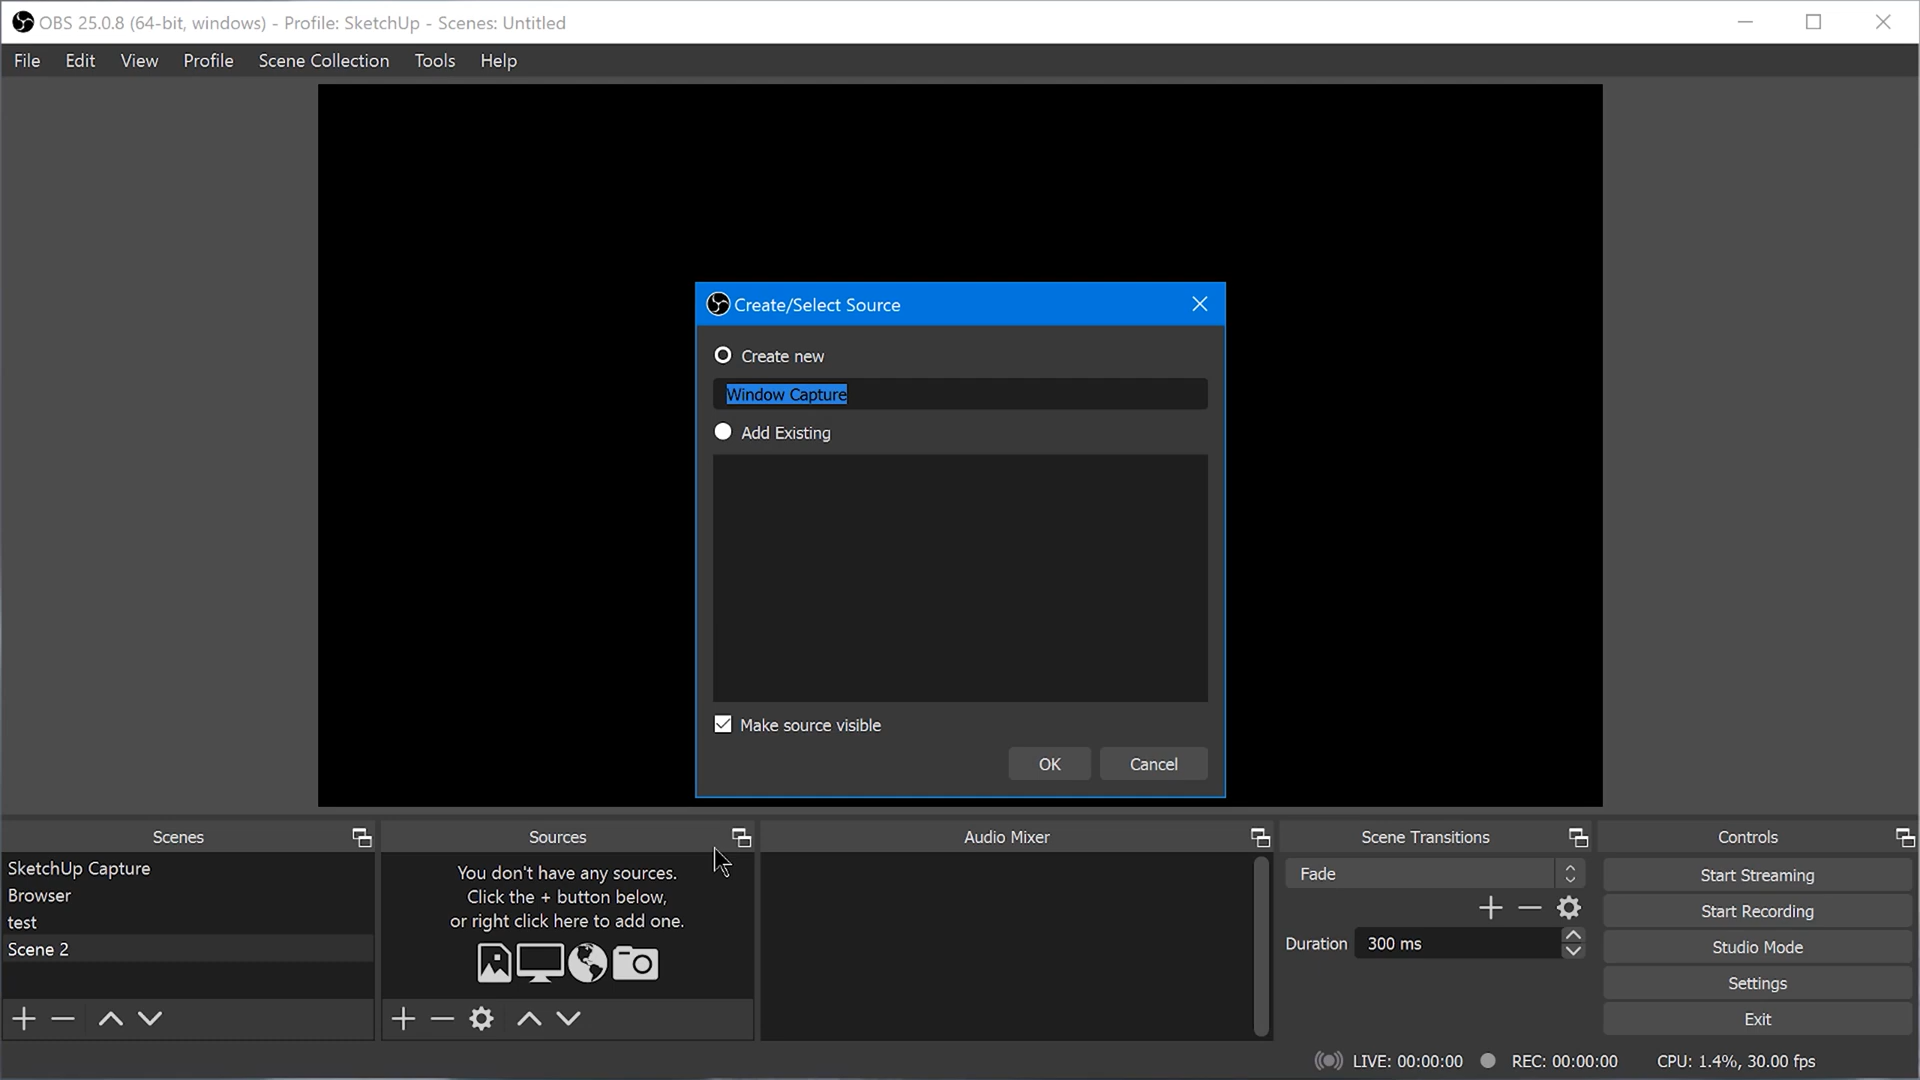 OBS 25.0.8 (64-bit, windows) - Profile: SketchUp - Scenes: Untitled
File Edit View Profile Scene Collection Tools Help
Create/Select Source
Create new
Window Capture
Add Existing
Make source visible
OK Cancel
Scenes
SketchUp Capture
Browser
test
Scene 2
Sources
You don't have any sources.
Click the + button below,
or right click here to add one.
Audio Mixer
Scene Transitions
Fade
Duration 300 ms
Controls
Start Streaming
Start Recording
Studio Mode
Settings
Exit
LIVE: 00:00:00 REC: 00:00:00 CPU: 1.4%, 30.00 fps